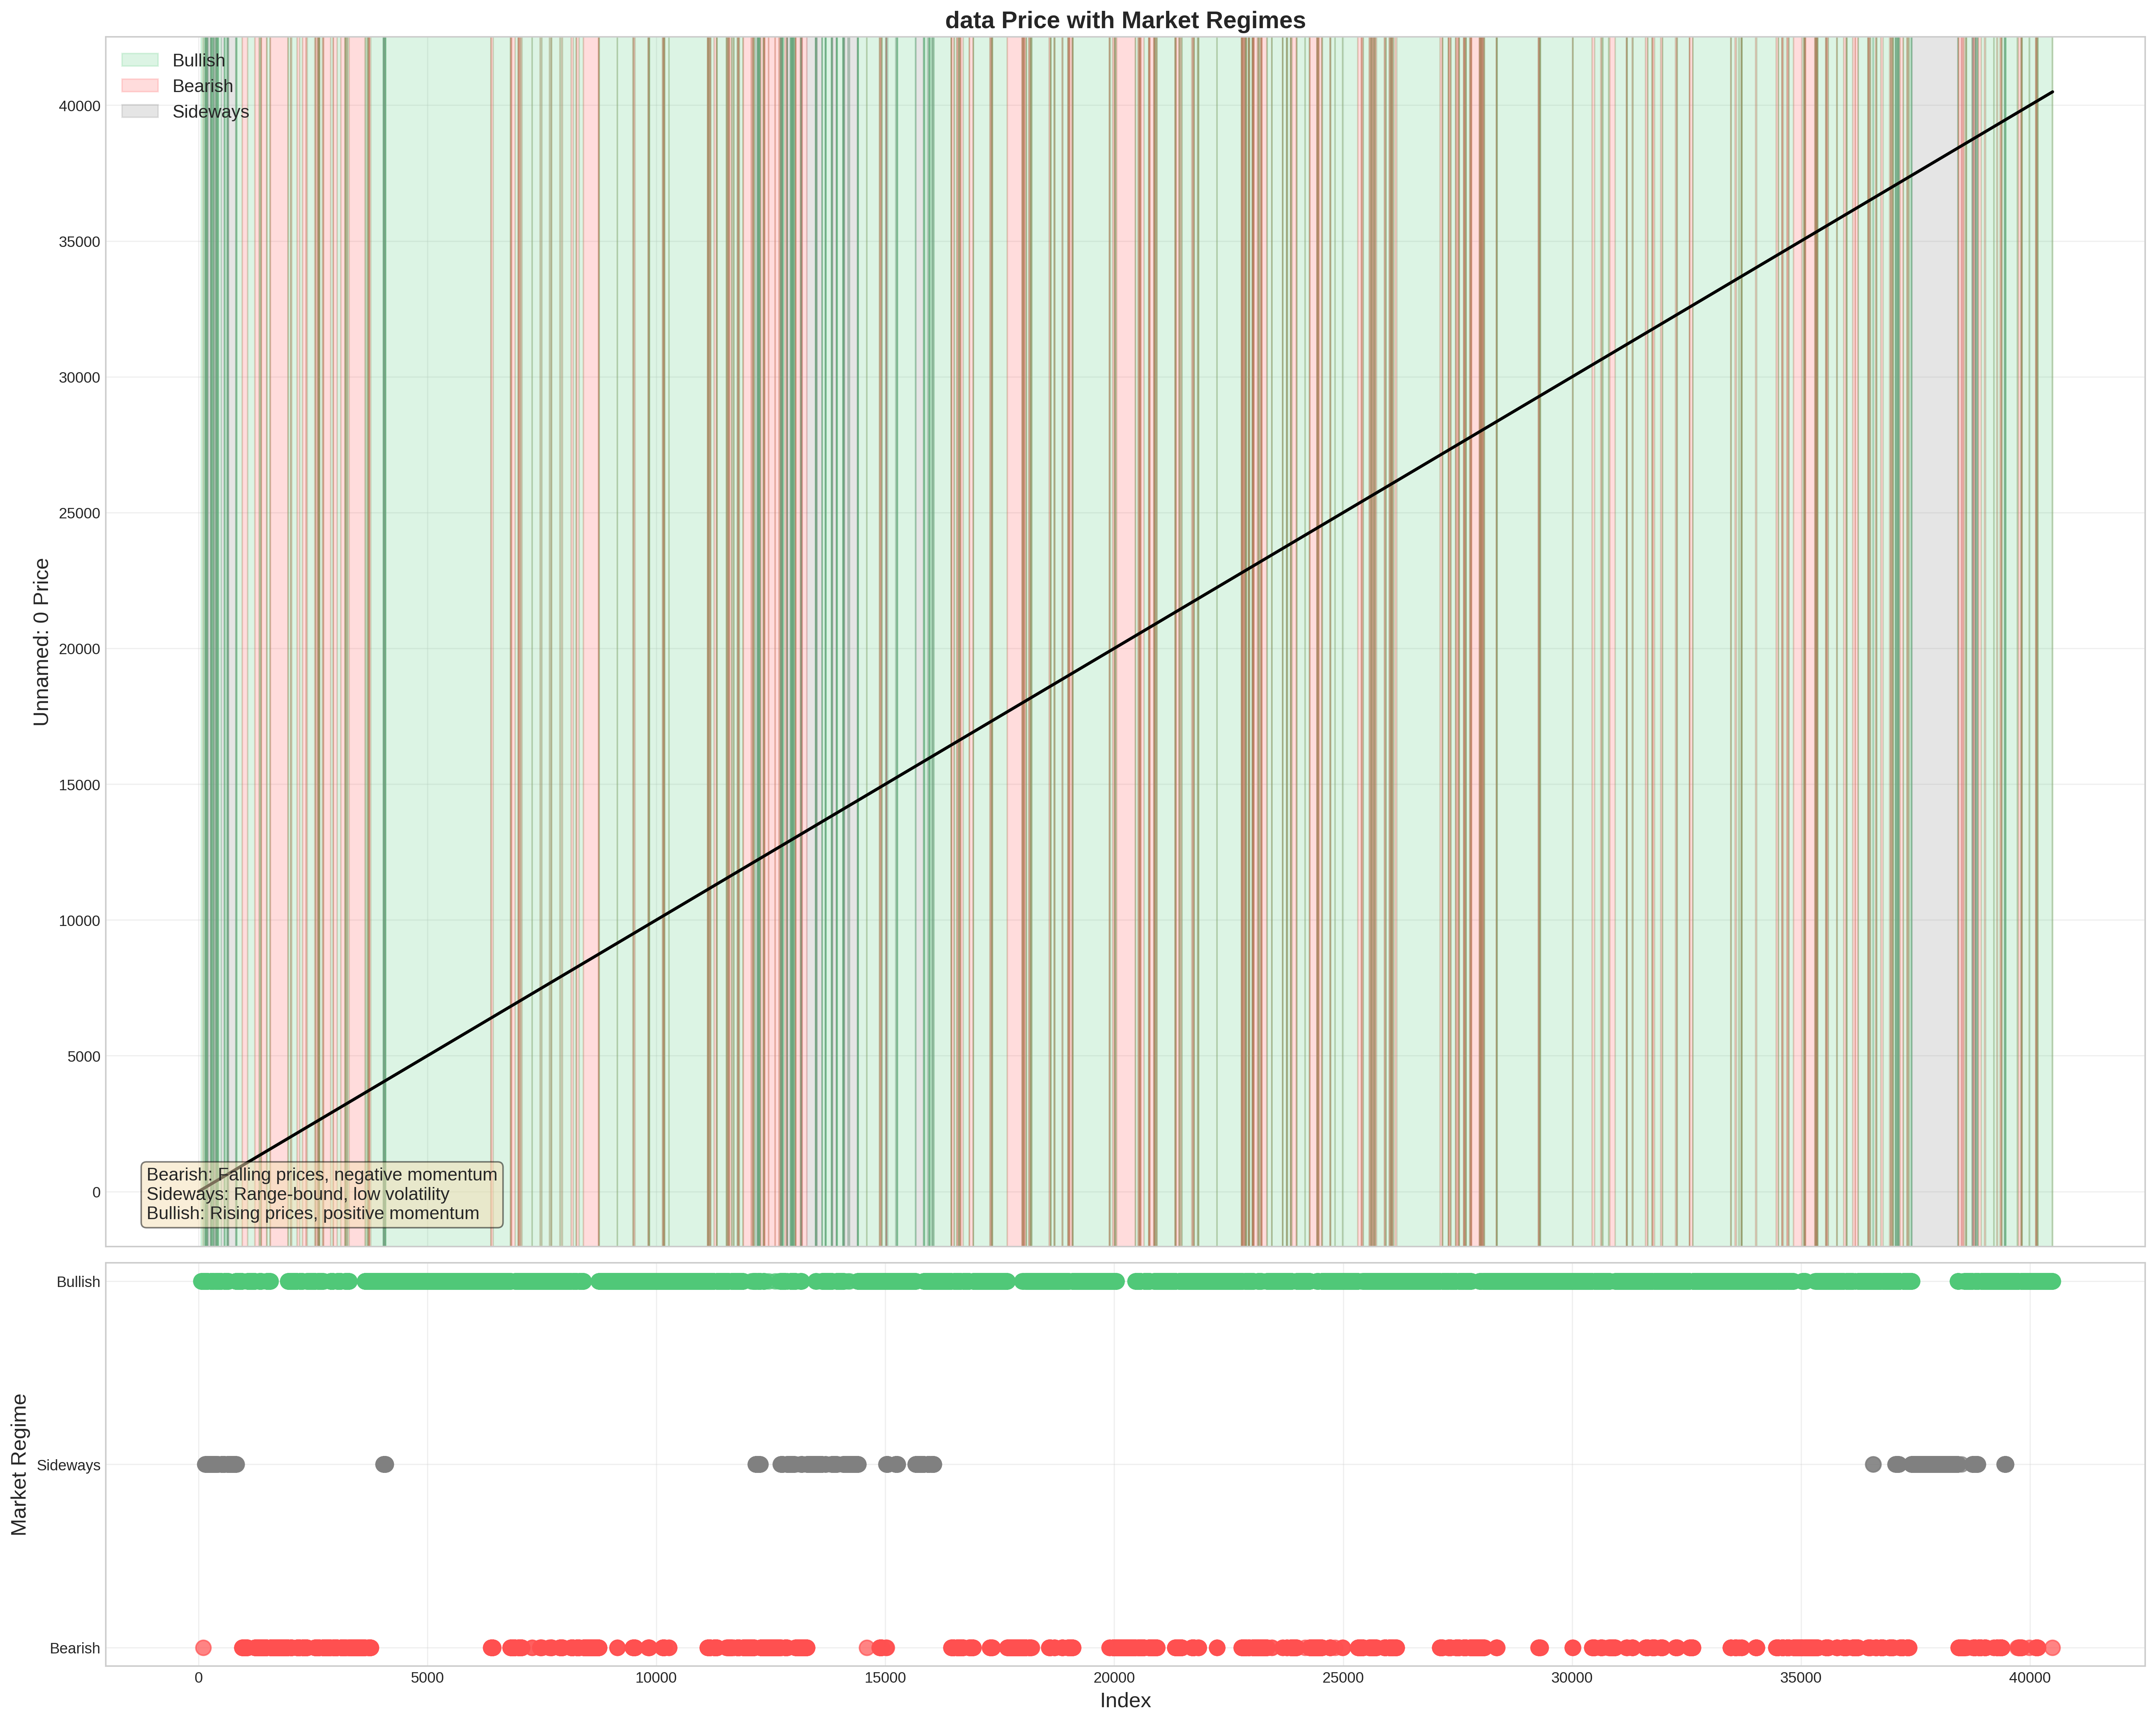 data Price with Market Regimes
Bullish
Bearish
Sideways
40000
35000
30000
25000
20000
15000
10000
5000
0
Unnamed: 0 Price
Bearish: Falling prices, negative momentum
Sideways: Range-bound, low volatility
Bullish: Rising prices, positive momentum
Bullish
Sideways
Bearish
Market Regime
0 5000 10000 15000 20000 25000 30000 35000 40000
Index